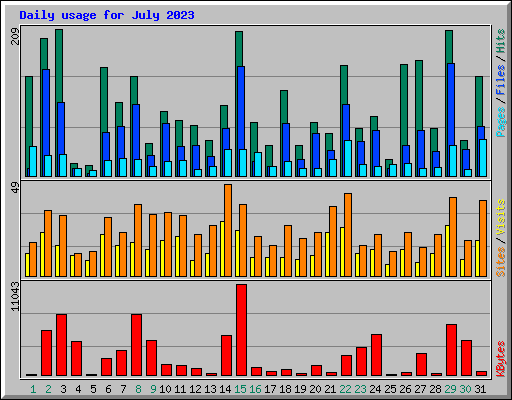 Daily usage for July 2023
209
Pages / Files / Hits
49
Sites / Visits
11043
KBytes
1 2 3 4 5 6 7 8 9 10 11 12 13 14 15 16 17 18 19 20 21 22 23 24 25 26 27 28 29 30 31